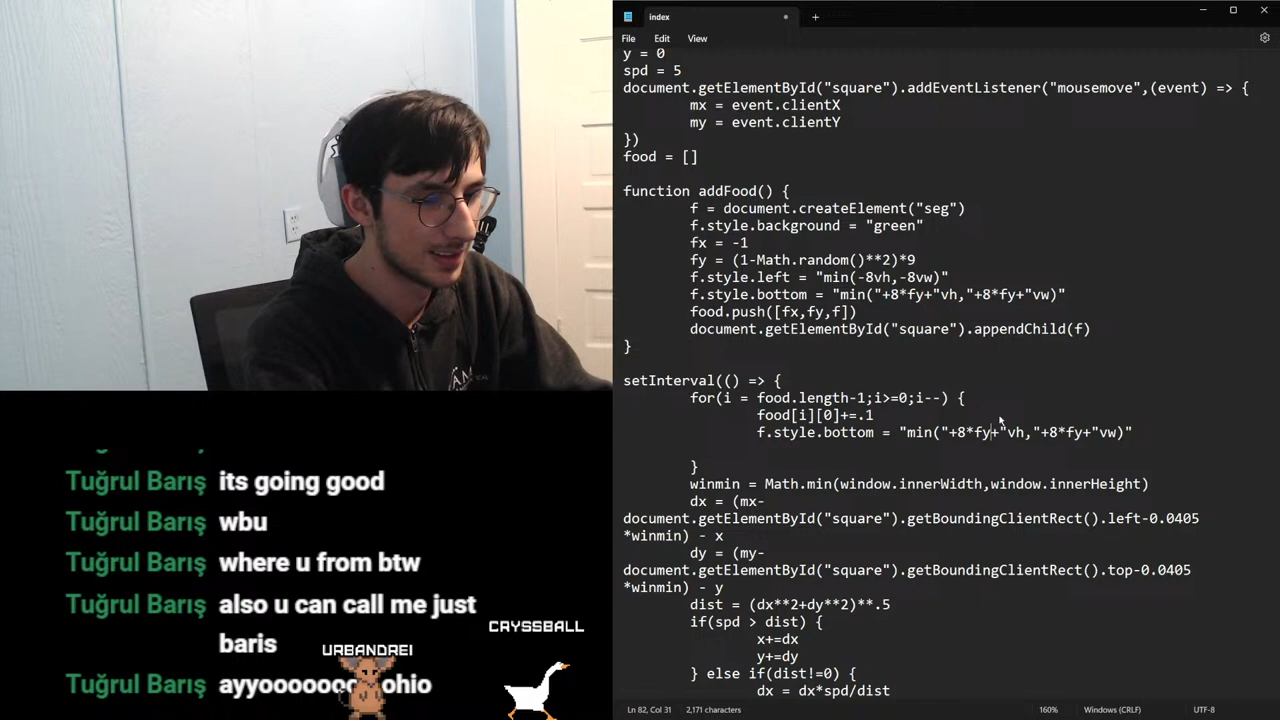 index
File Edit View
y = 0
spd = 5
document.getElementById("square").addEventListener("mousemove",(event) => {
mx = event.clientX
my = event.clientY
})
food = []
function addFood() {
f = document.createElement("seg")
f.style.background = "green"
fx = -1
fy = (1-Math.random()**2)*9
f.style.left = "min(-8vh,-8vw)"
f.style.bottom = "min("+8*fy+"vh,"+8*fy+"vw)"
food.push([fx,fy,f])
document.getElementById("square").appendChild(f)
}
setInterval(() => {
for(i = food.length-1;i>=0;i--) {
food[i][0]+=.1
f.style.bottom = "min("+8*fy+"vh,"+8*fy+"vw)"
}
winmin = Math.min(window.innerWidth,window.innerHeight)
dx = (mx-
document.getElementById("square").getBoundingClientRect().left-0.0405
*winmin) - x
dy = (my-
document.getElementById("square").getBoundingClientRect().top-0.0405
*winmin) - y
dist = (dx**2+dy**2)**.5
if(spd > dist) {
x+=dx
y+=dy
} else if(dist!=0) {
dx = dx*spd/dist
Ln 82, Col 31 2,171 characters 160% Windows (CRLF) UTF-8
Tuğrul Barış its going good
Tuğrul Barış wbu
Tuğrul Barış where u from btw
Tuğrul Barış also u can call me just
baris
Tuğrul Barış ohio
URBANDREI
CRYSSBALL